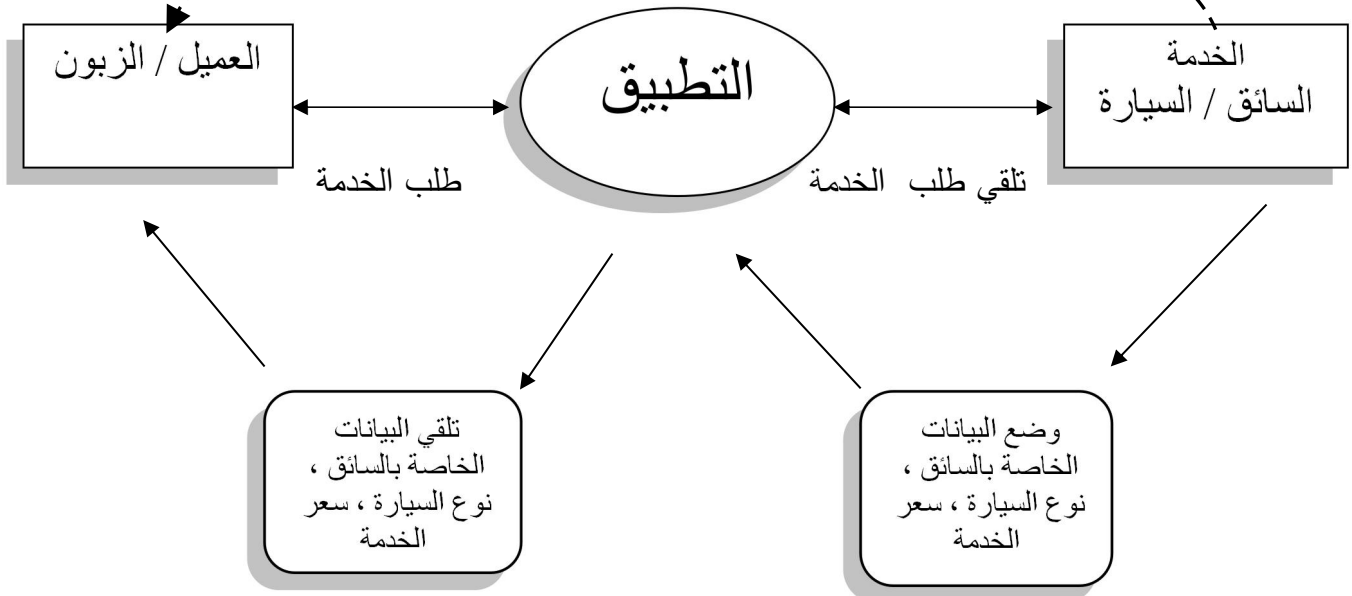 الخدمة
السائق / السيارة
التطبيق
العميل / الزبون
تلقي طلب الخدمة
طلب الخدمة
وضع البيانات
الخاصة بالسائق ،
نوع السيارة ، سعر
الخدمة
تلقي البيانات
الخاصة بالسائق ،
نوع السيارة ، سعر
الخدمة